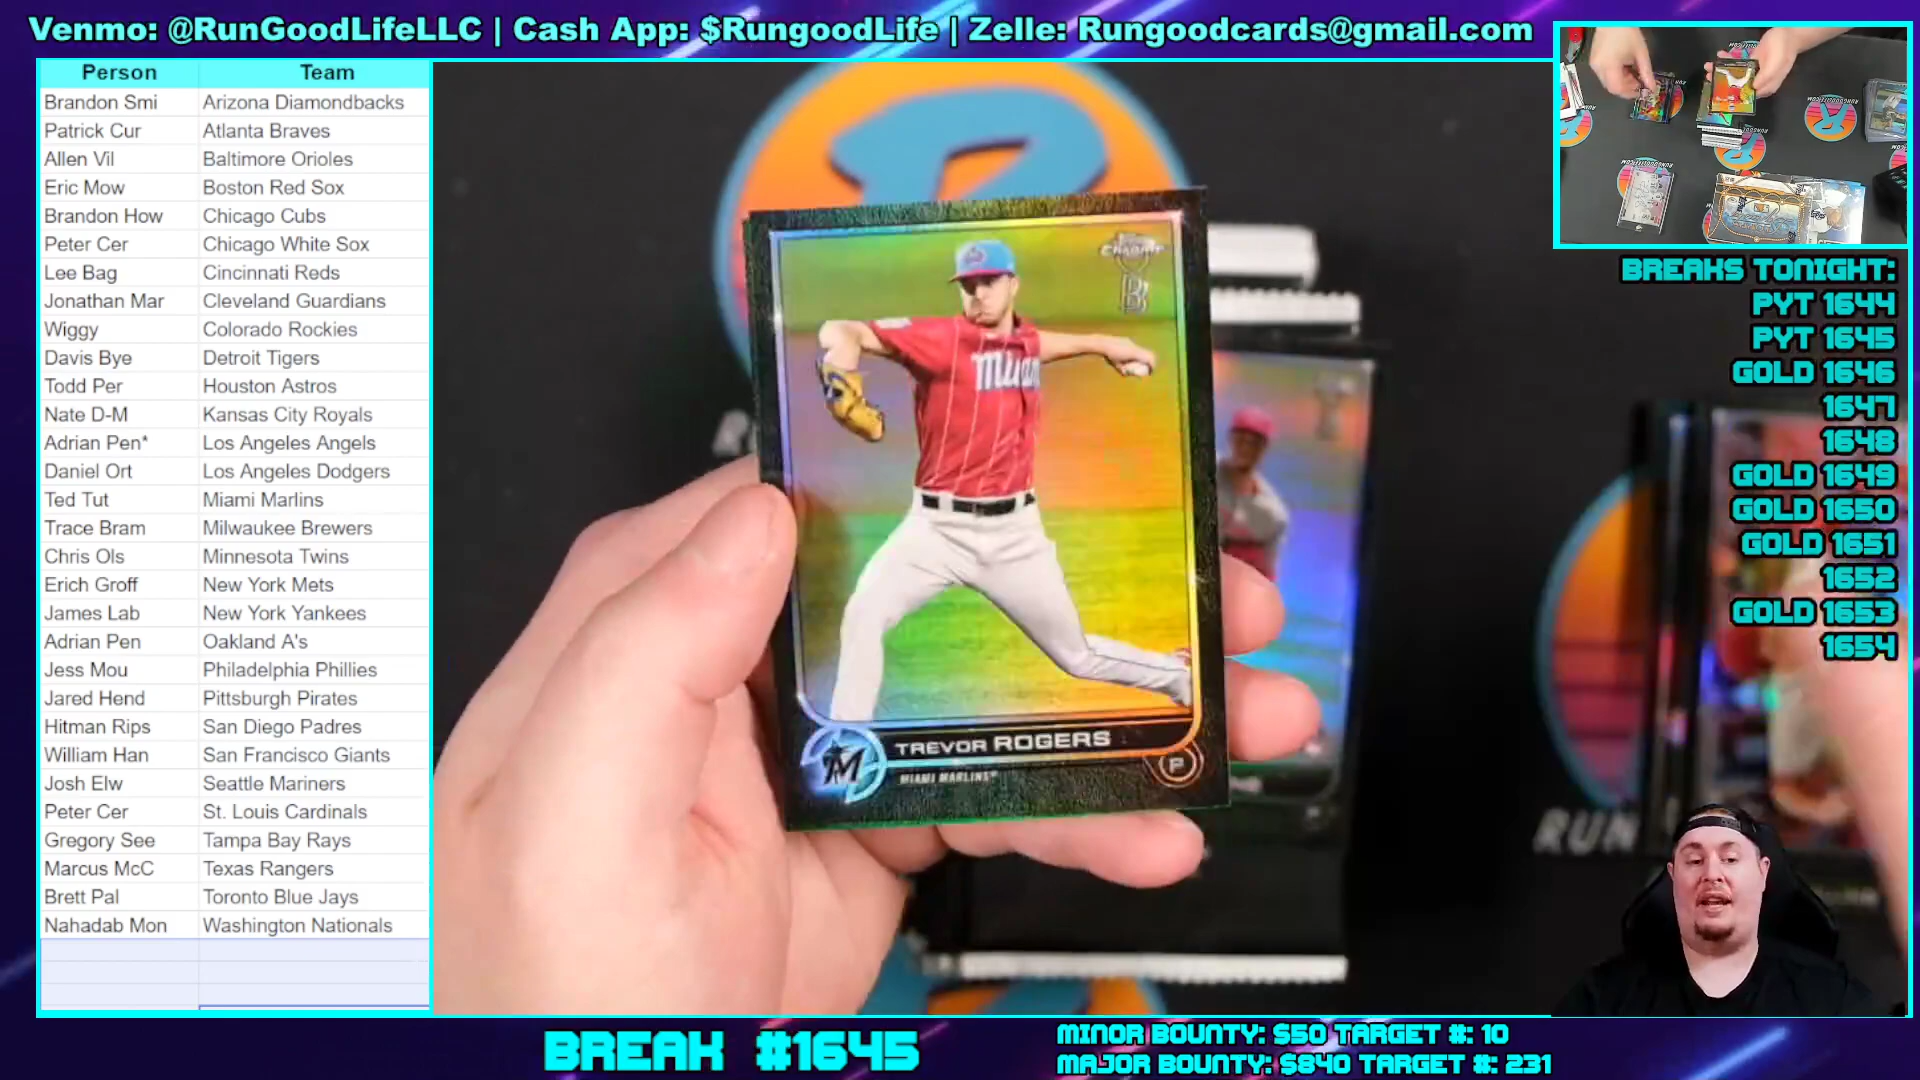 Venmo: @RunGoodLifeLLC | Cash App: $RungoodLife | Zelle: Rungoodcards@gmail.com
Person Team
Brandon Smi Arizona Diamondbacks
Patrick Cur Atlanta Braves
Allen Vil Baltimore Orioles
Eric Mow Boston Red Sox
Brandon How Chicago Cubs
Peter Cer Chicago White Sox
Lee Bag Cincinnati Reds
Jonathan Mar Cleveland Guardians
Wiggy Colorado Rockies
Davis Bye Detroit Tigers
Todd Per Houston Astros
Nate D-M Kansas City Royals
Adrian Pen* Los Angeles Angels
Daniel Ort Los Angeles Dodgers
Ted Tut Miami Marlins
Trace Bram Milwaukee Brewers
Chris Ols Minnesota Twins
Erich Groff New York Mets
James Lab New York Yankees
Adrian Pen Oakland A's
Jess Mou Philadelphia Phillies
Jared Hend Pittsburgh Pirates
Hitman Rips San Diego Padres
William Han San Francisco Giants
Josh Elw Seattle Mariners
Peter Cer St. Louis Cardinals
Gregory See Tampa Bay Rays
Marcus McC Texas Rangers
Brett Pal Toronto Blue Jays
Nahadab Mon Washington Nationals
CHROME
B
Miam
TREVOR ROGERS
MIAMI MARLINS
P
RUN
BREAKS TONIGHT:
PYT 1644
PYT 1645
GOLD 1646
1647
1648
GOLD 1649
GOLD 1650
GOLD 1651
1652
GOLD 1653
1654
BREAK #1645
MINOR BOUNTY: $50 TARGET #: 10
MAJOR BOUNTY: $840 TARGET #: 231